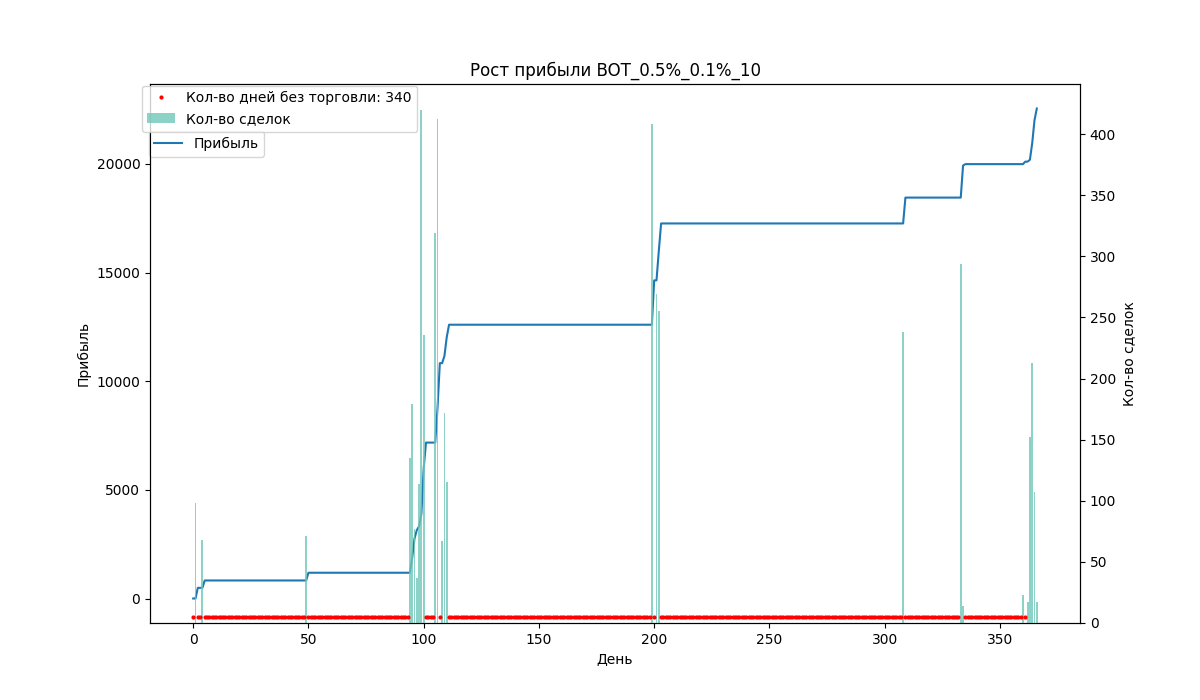 Рост прибыли BOT_0.5%_0.1%_10
Кол-во дней без торговли: 340
Кол-во сделок
Прибыль
Прибыль
20000
15000
10000
5000
0
400
350
300
250
200
150
100
50
0
Кол-во сделок
0 50 100 150 200 250 300 350
День